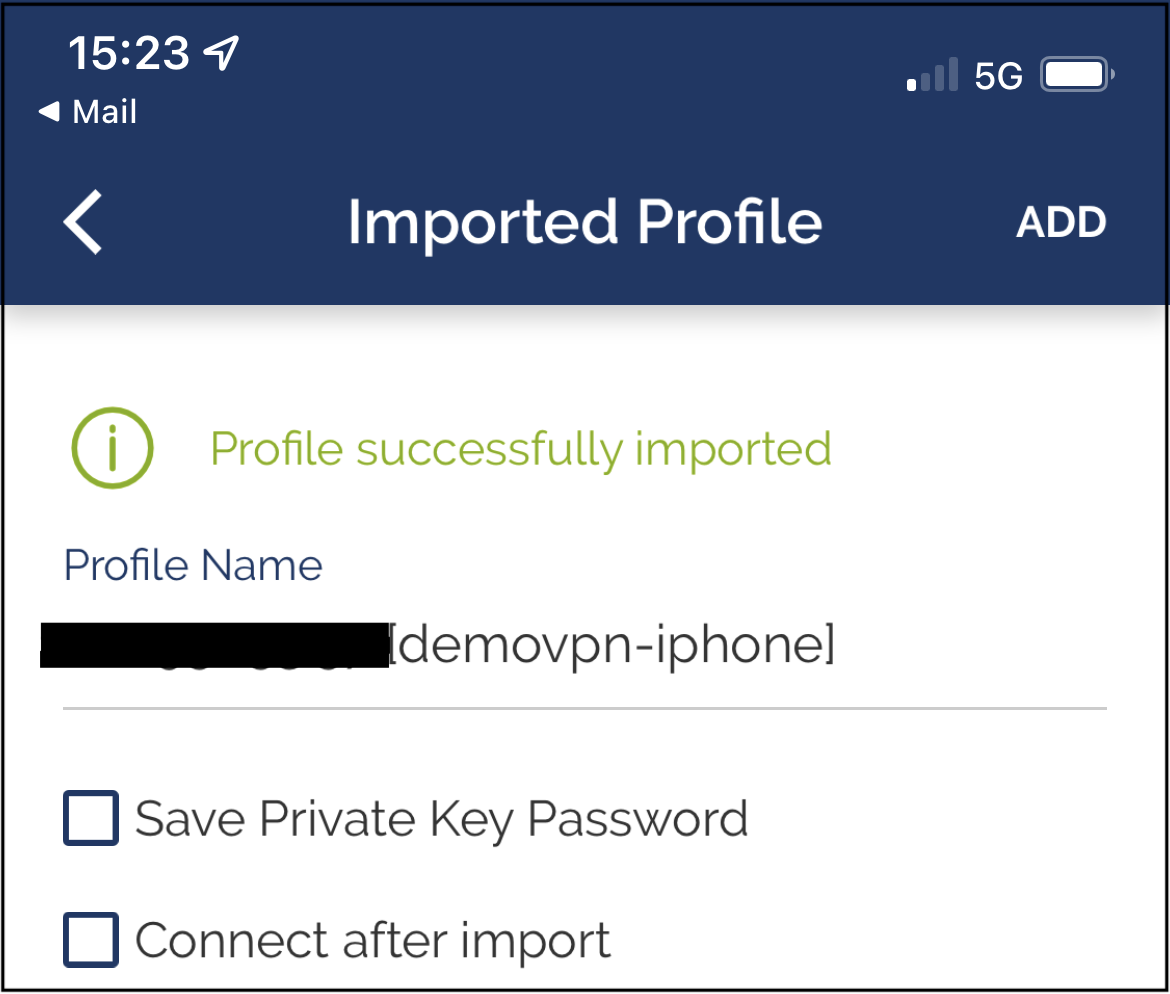 15:23
Mail
5G
Imported Profile
ADD
Profile successfully imported
Profile Name
[demovpn-iphone]
Save Private Key Password
Connect after import